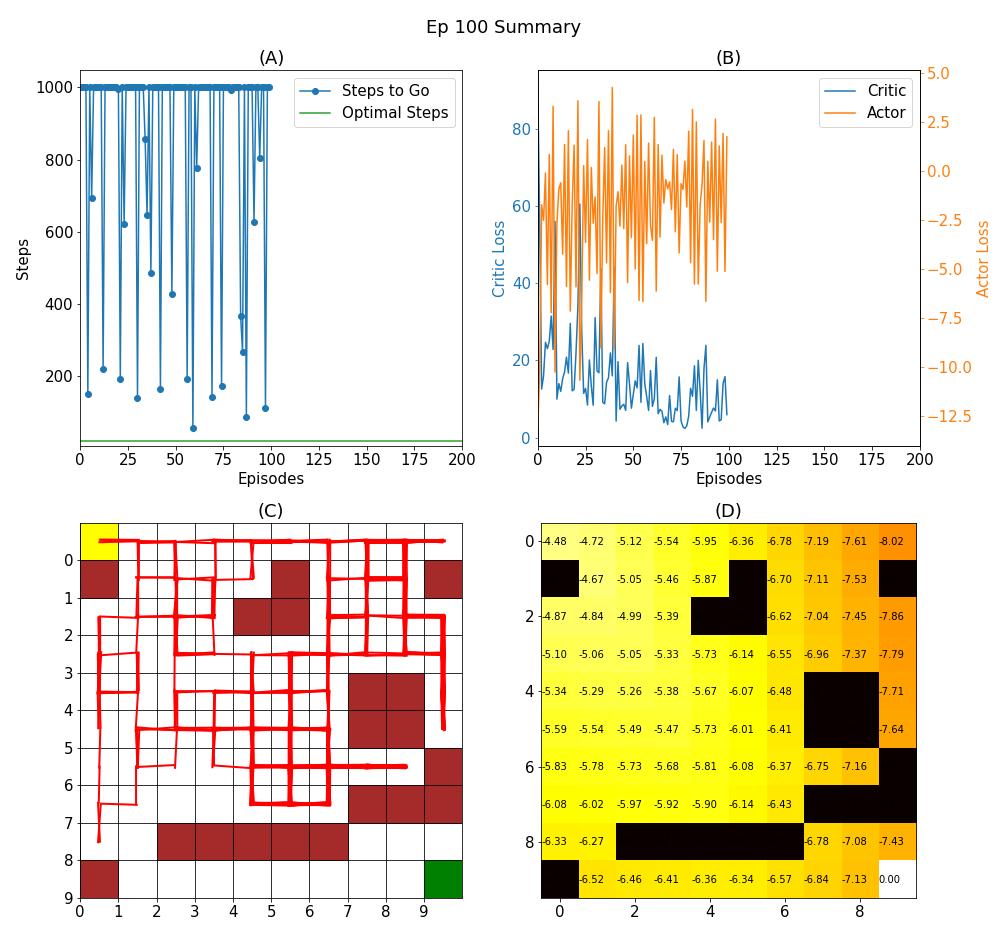 Ep 100 Summary
(A)
(B)
1000
800
600
400
200
Steps
Steps to Go
Optimal Steps
0 25 50 75 100 125 150 175 200
Episodes
80
60
40
20
0
Critic Loss
Critic
Actor
5.0
2.5
0.0
−2.5
−5.0
−7.5
−10.0
−12.5
Actor Loss
0 25 50 75 100 125 150 175 200
Episodes
(C)
(D)
0
1
2
3
4
5
6
7
8
9
0 1 2 3 4 5 6 7 8 9
0 -4.48 -4.72 -5.12 -5.54 -5.95 -6.36 -6.78 -7.19 -7.61 -8.02
-4.67 -5.05 -5.46 -5.87 -6.70 -7.11 -7.53
2 -4.87 -4.84 -4.99 -5.39 -6.62 -7.04 -7.45 -7.86
-5.10 -5.06 -5.05 -5.33 -5.73 -6.14 -6.55 -6.96 -7.37 -7.79
4 -5.34 -5.29 -5.26 -5.38 -5.67 -6.07 -6.48 -7.71
-5.59 -5.54 -5.49 -5.47 -5.73 -6.01 -6.41 -7.64
6 -5.83 -5.78 -5.73 -5.68 -5.81 -6.08 -6.37 -6.75 -7.16
-6.08 -6.02 -5.97 -5.92 -5.90 -6.14 -6.43
8 -6.33 -6.27 -6.78 -7.08 -7.43
-6.52 -6.46 -6.41 -6.36 -6.34 -6.57 -6.84 -7.13 0.00
0 2 4 6 8